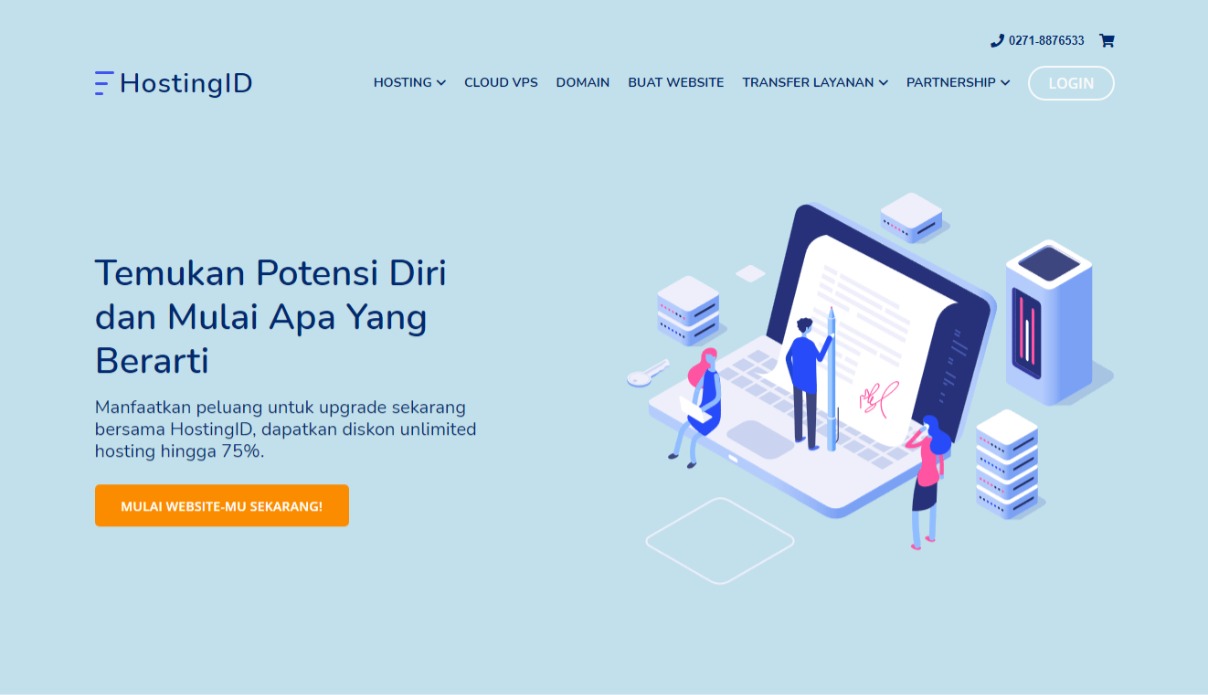 0271-8876533
HostingID
HOSTING
CLOUD VPS
DOMAIN
BUAT WEBSITE
TRANSFER LAYANAN
PARTNERSHIP
LOGIN
Temukan Potensi Diri
dan Mulai Apa Yang
Berarti
Manfaatkan peluang untuk upgrade sekarang
bersama HostingID, dapatkan diskon unlimited
hosting hingga 75%.
MULAI WEBSITE-MU SEKARANG!